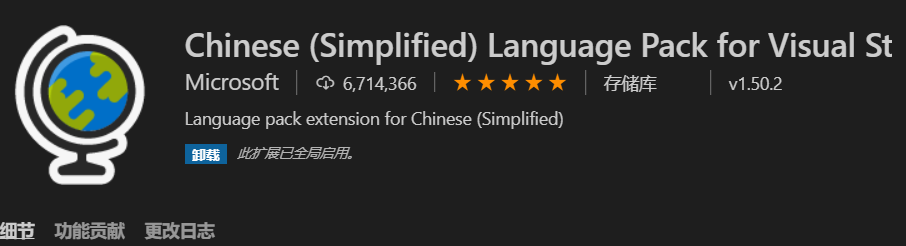 Chinese (Simplified) Language Pack for Visual St
Microsoft 6,714,366 存储库 v1.50.2
Language pack extension for Chinese (Simplified)
卸载 此扩展已全局启用。
细节 功能贡献 更改日志